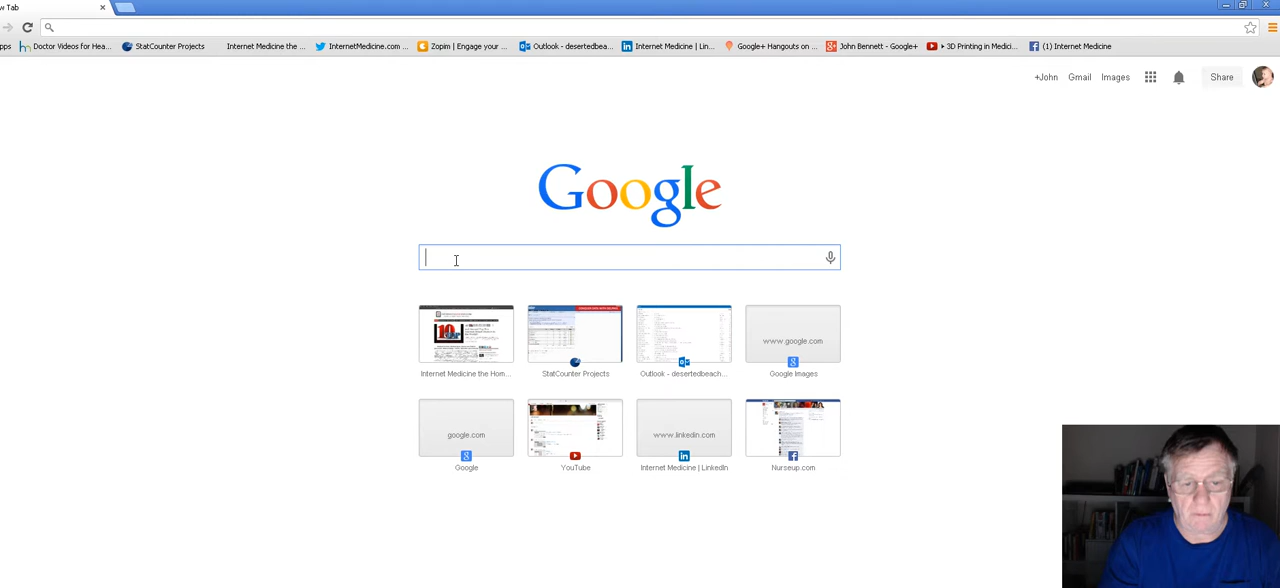 w Tab
pps Doctor Videos for Hea... StatCounter Projects Internet Medicine the ... InternetMedicine.com ... Zopim | Engage your ... Outlook - desertedbea... Internet Medicine | Lin... Google+ Hangouts on ... John Bennett - Google+ 3D Printing in Medici... (1) Internet Medicine
+John Gmail Images Share
Google
www.google.com
Internet Medicine the Hom... StatCounter Projects Outlook - desertedbeach... Google Images
google.com www.linkedin.com
Google YouTube Internet Medicine | LinkedIn Nurseup.com